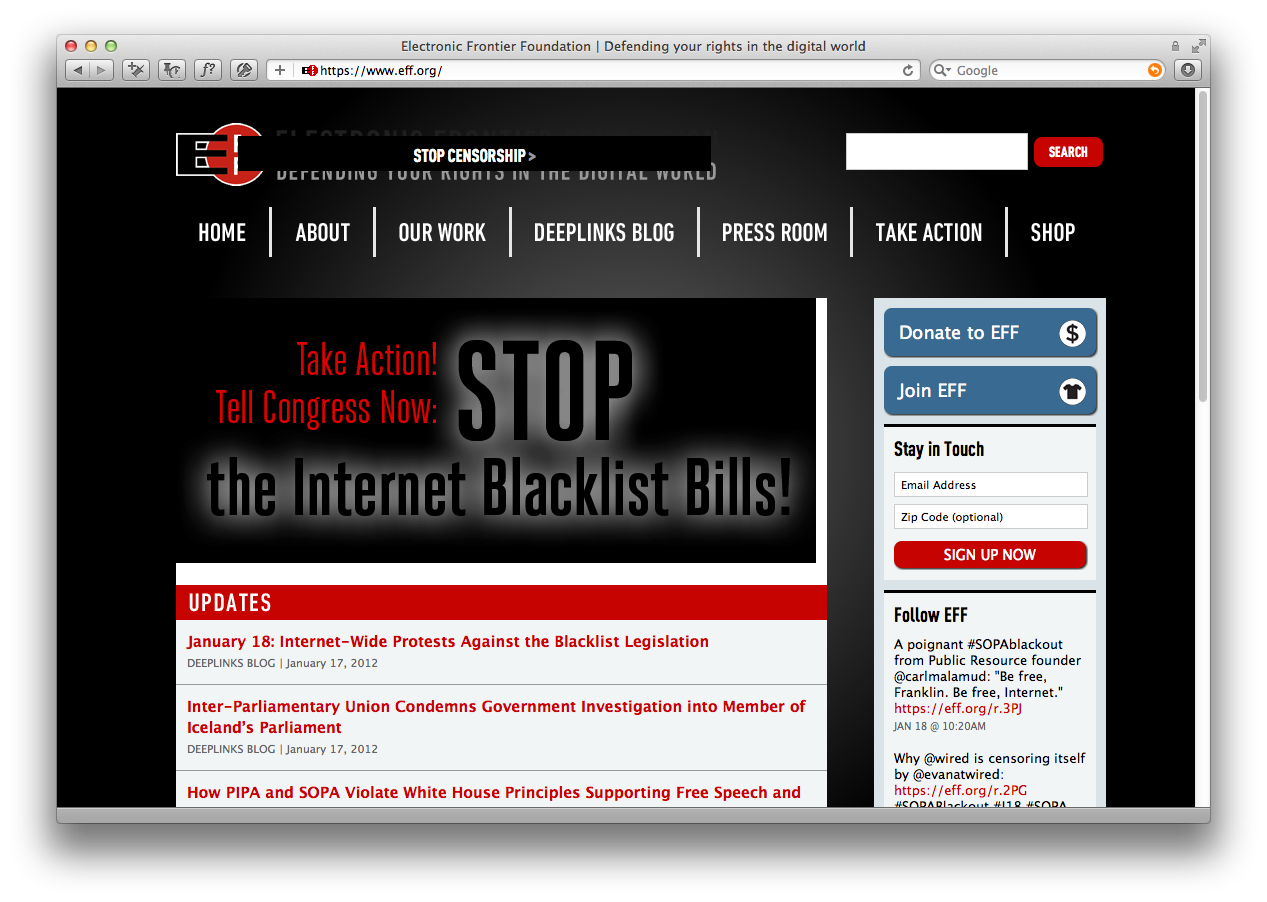 Electronic Frontier Foundation | Defending your rights in the digital world
https://www.eff.org/
Google
ELECTRONIC FRONTIER FOUNDATION
STOP CENSORSHIP >
DEFENDING YOUR RIGHTS IN THE DIGITAL WORLD
SEARCH
HOME
ABOUT
OUR WORK
DEEPLINKS BLOG
PRESS ROOM
TAKE ACTION
SHOP
Take Action!
Tell Congress Now:
STOP
the Internet Blacklist Bills!
UPDATES
January 18: Internet-Wide Protests Against the Blacklist Legislation
DEEPLINKS BLOG | January 17, 2012
Inter-Parliamentary Union Condemns Government Investigation into Member of
Iceland's Parliament
DEEPLINKS BLOG | January 17, 2012
How PIPA and SOPA Violate White House Principles Supporting Free Speech and
Donate to EFF
$
Join EFF
Stay in Touch
Email Address
Zip Code (optional)
SIGN UP NOW
Follow EFF
A poignant #SOPAblackout
from Public Resource founder
@carlmalamud: "Be free,
Franklin. Be free, Internet."
https://eff.org/r.3PJ
JAN 18 @ 10:20AM
Why @wired is censoring itself
by @evanatwired:
https://eff.org/r.2PG
#SOPABlackout #J18 #SOPA